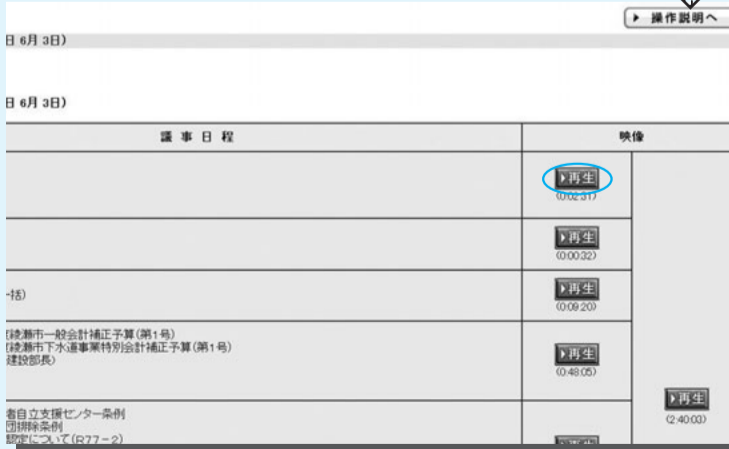 操作説明へ
日 6月 3日)
日 6月 3日)
議 事 日 程
映像
再生
(0:02:31)
再生
(0:00:32)
-括)
再生
(0:09:20)
綾瀬市一般会計補正予算(第1号)
綾瀬市下水道事業特別会計補正予算(第1号)
建設部長)
再生
(0:48:05)
再生
(2:40:03)
者自立支援センター条例
団排除条例
認定について(R77-2)